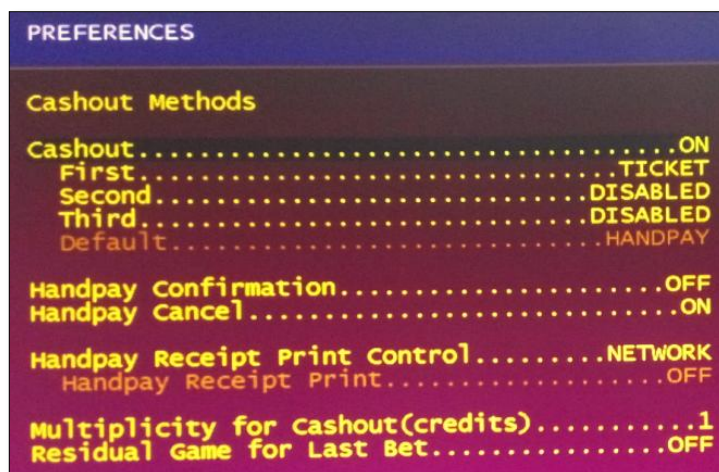 PREFERENCES
Cashout Methods
Cashout........................................ON
First...................................TICKET
Second................................DISABLED
Third.................................DISABLED
Default................................HANDPAY
Handpay Confirmation..........................OFF
Handpay Cancel.................................ON
Handpay Receipt Print Control.........NETWORK
Handpay Receipt Print.......................OFF
Multiplicity for Cashout(credits)...........1
Residual Game for Last Bet................OFF